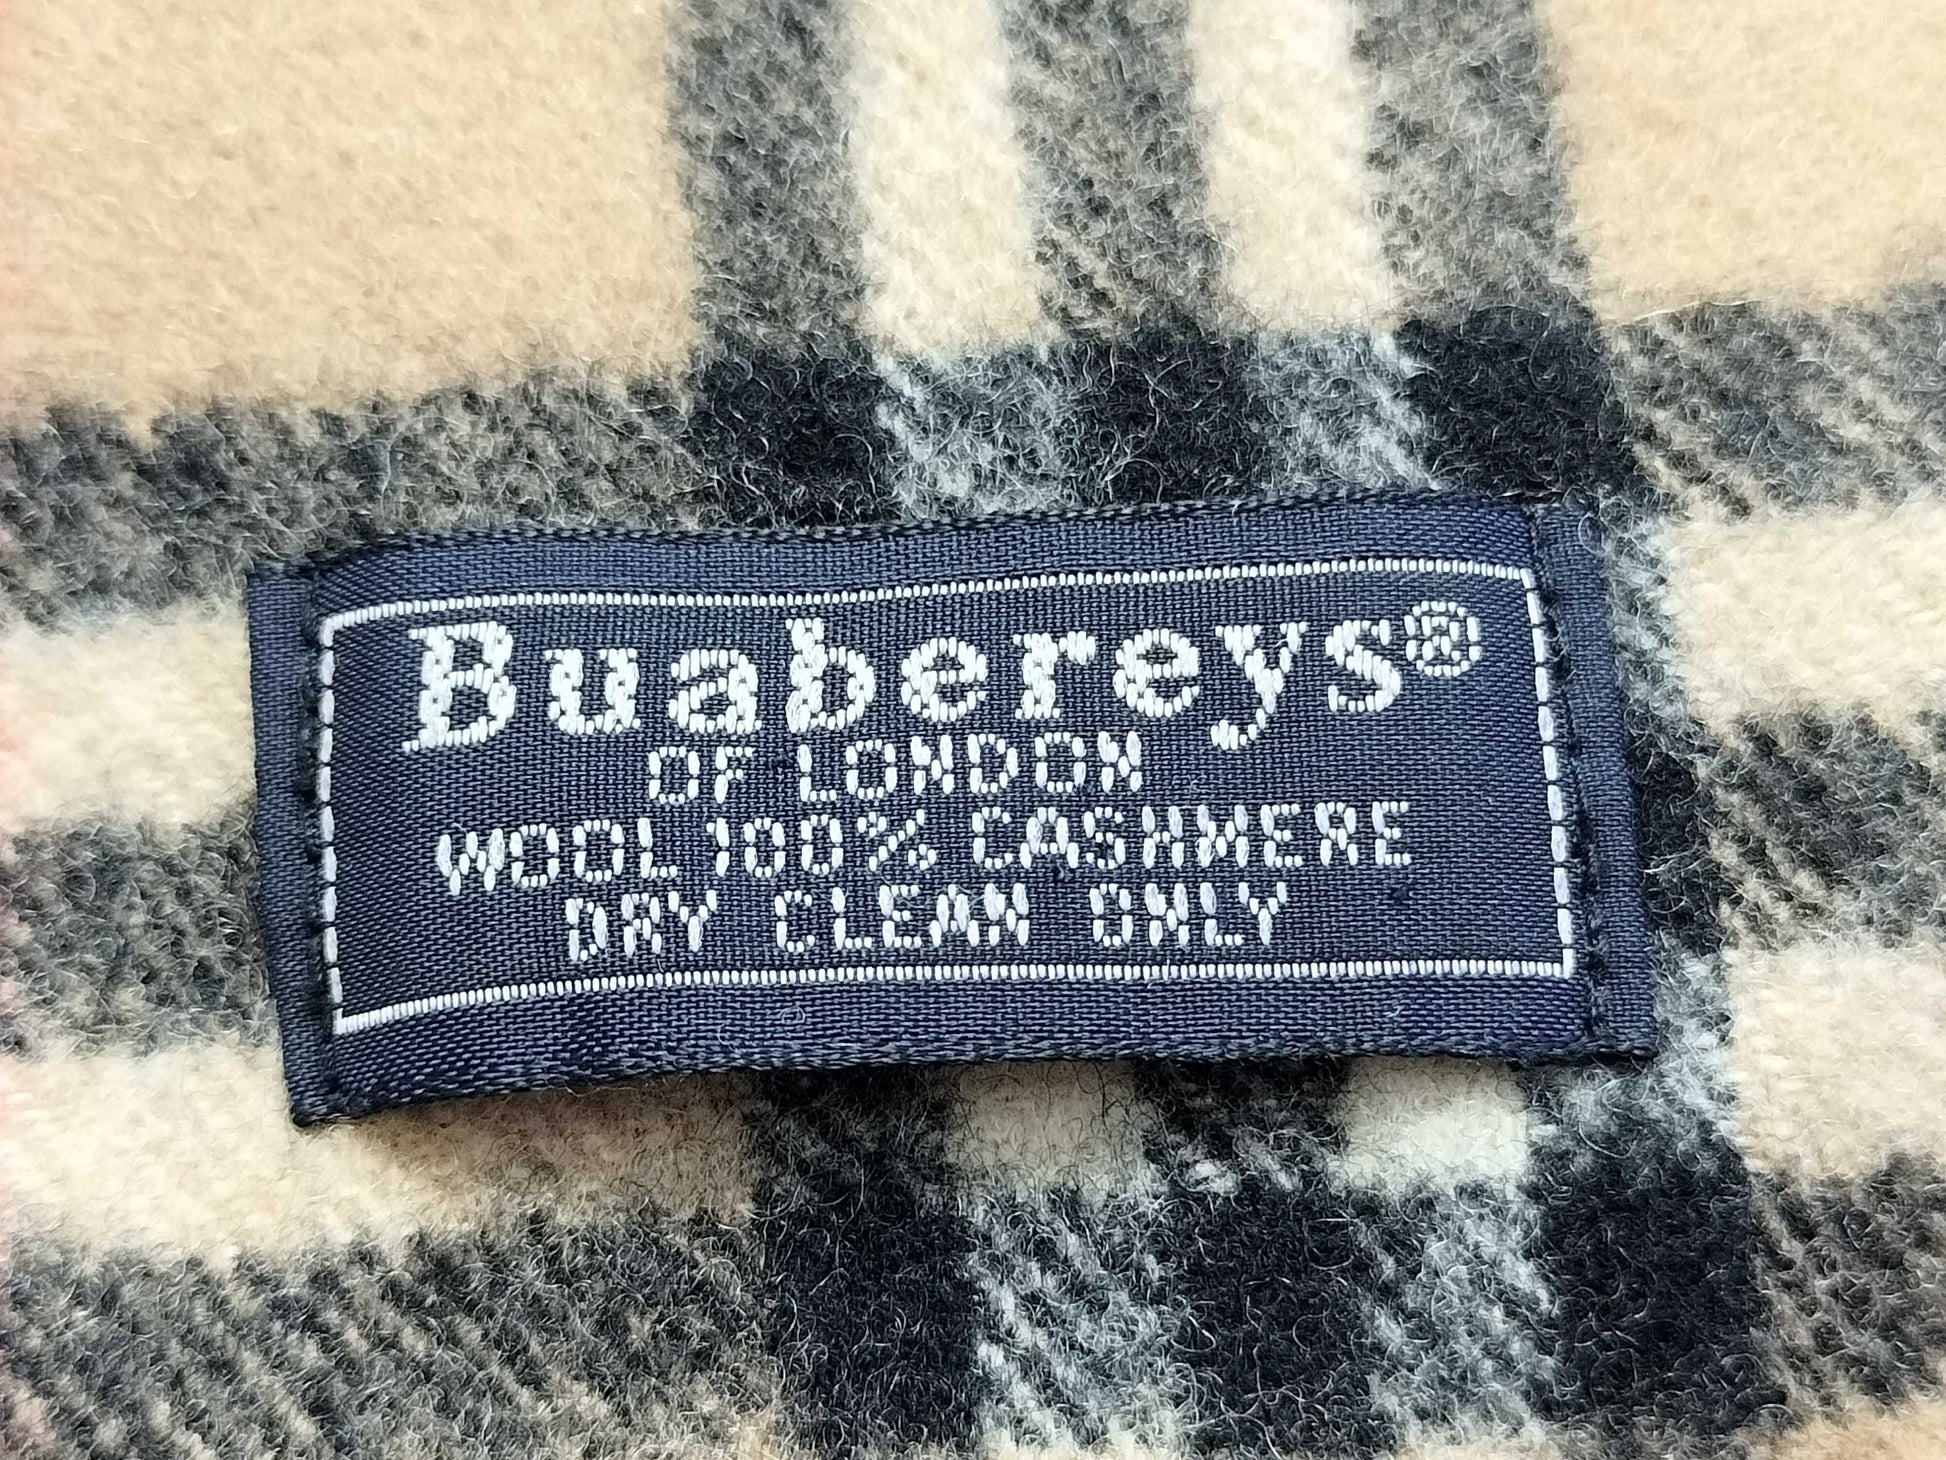 Buabereys®
OF LONDON
WOOL 100% CASHMERE
DRY CLEAN ONLY